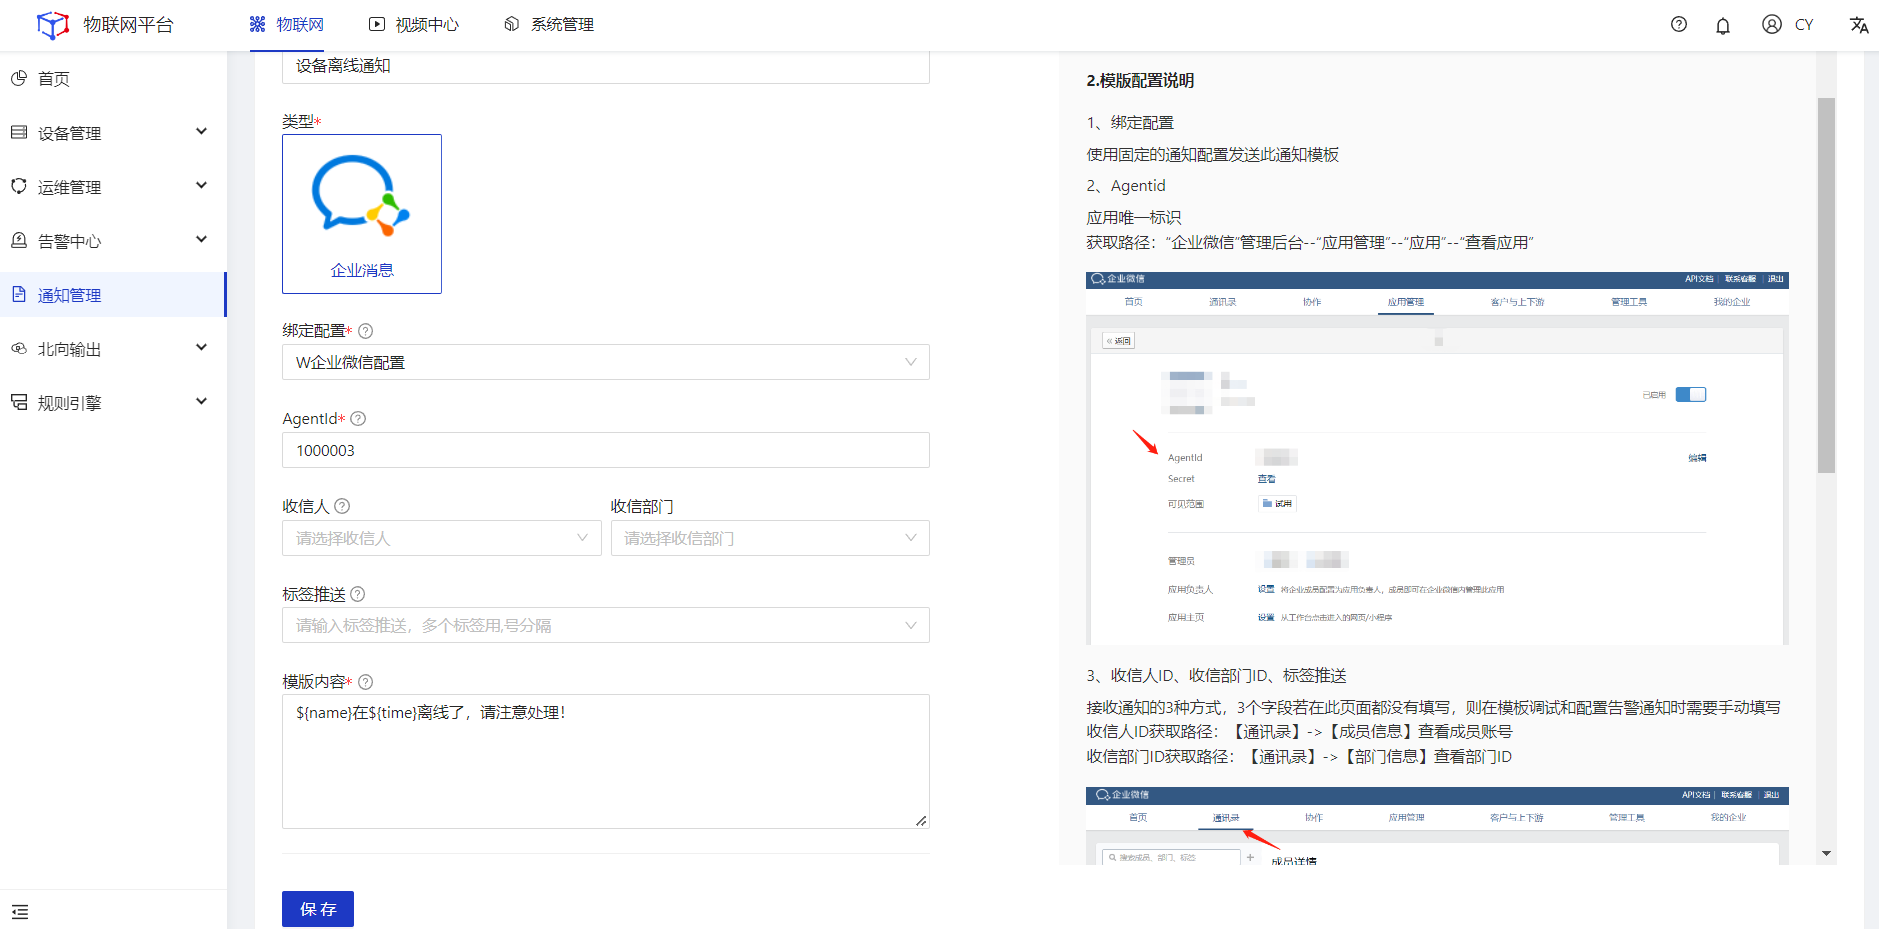 物联网平台
物联网
视频中心
系统管理
CY
首页
设备管理
运维管理
告警中心
通知管理
北向输出
规则引擎
设备离线通知
类型*
企业消息
绑定配置*
W企业微信配置
AgentId*
1000003
收信人
收信部门
请选择收信人
请选择收信部门
标签推送
请输入标签推送，多个标签用,号分隔
模版内容*
${name}在${time}离线了，请注意处理！
保 存
2.模版配置说明
1、绑定配置
使用固定的通知配置发送此通知模板
2、Agentid
应用唯一标识
获取路径：“企业微信”管理后台--“应用管理”--“应用”--“查看应用”
企业微信
API文档 | 联系客服 | 退出
首页 通讯录 协作 应用管理 客户与上下游 管理工具 我的企业
« 返回
已启用
AgentId
编辑
Secret 查看
可见范围 试用
管理员
应用负责人 设置 将企业成员配置为应用负责人，成员即可在企业微信内管理此应用
应用主页 设置 从工作台点击进入的网页/小程序
3、收信人ID、收信部门ID、标签推送
接收通知的3种方式，3个字段若在此页面都没有填写，则在模板调试和配置告警通知时需要手动填写
收信人ID获取路径：【通讯录】->【成员信息】查看成员账号
收信部门ID获取路径：【通讯录】->【部门信息】查看部门ID
企业微信
API文档 | 联系客服 | 退出
首页 通讯录 协作 应用管理 客户与上下游 管理工具 我的企业
搜索成员、部门、标签
+
成员详情